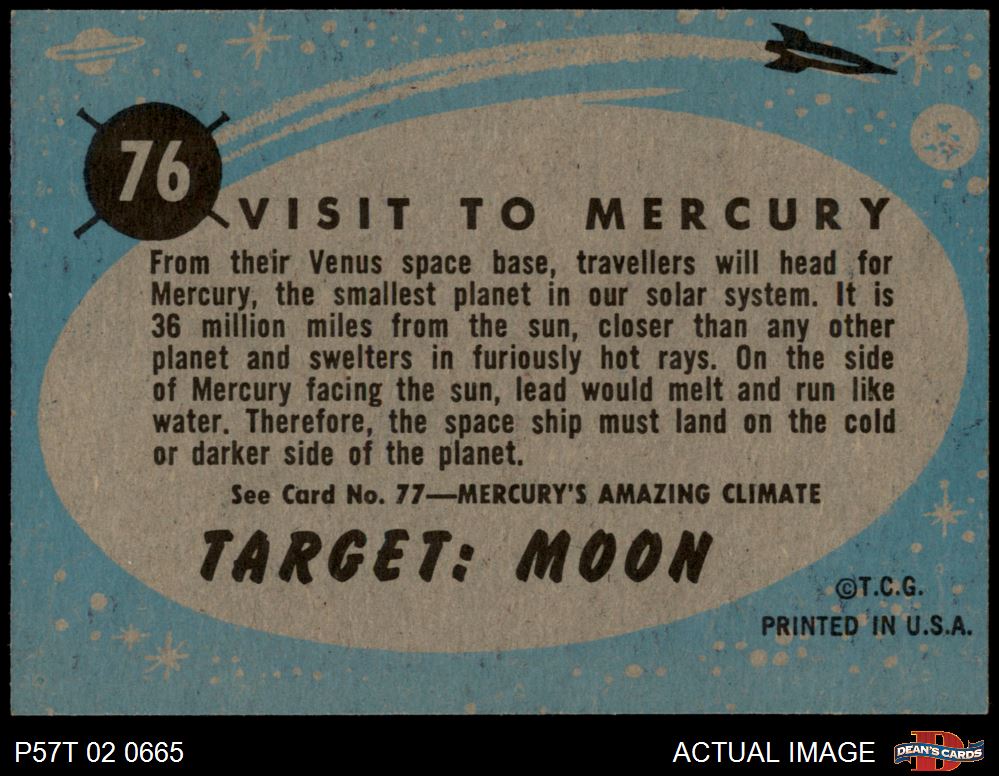 76
VISIT TO MERCURY
From their Venus space base, travellers will head for
Mercury, the smallest planet in our solar system. It is
36 million miles from the sun, closer than any other
planet and swelters in furiously hot rays. On the side
of Mercury facing the sun, lead would melt and run like
water. Therefore, the space ship must land on the cold
or darker side of the planet.
See Card No. 77—MERCURY'S AMAZING CLIMATE
TARGET: MOON
©T.C.G.
PRINTED IN U.S.A.
P57T 02 0665
ACTUAL IMAGE
DEAN'S CARDS